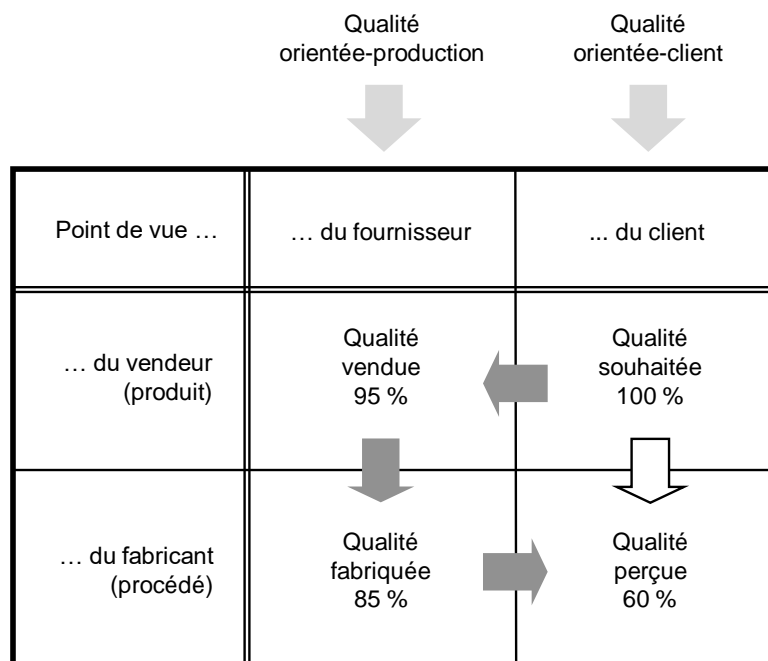 Qualité
orientée-production
Qualité
orientée-client
Point de vue …
… du fournisseur
... du client
… du vendeur
(produit)
Qualité
vendue
95 %
Qualité
souhaitée
100 %
… du fabricant
(procédé)
Qualité
fabriquée
85 %
Qualité
perçue
60 %